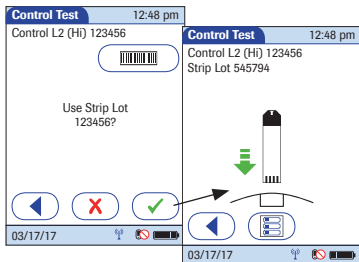 Control Test 12:48 pm
Control L2 (Hi) 123456
Use Strip Lot
123456?
03/17/17
Control Test 12:48 pm
Control L2 (Hi) 123456
Strip Lot 545794
03/17/17